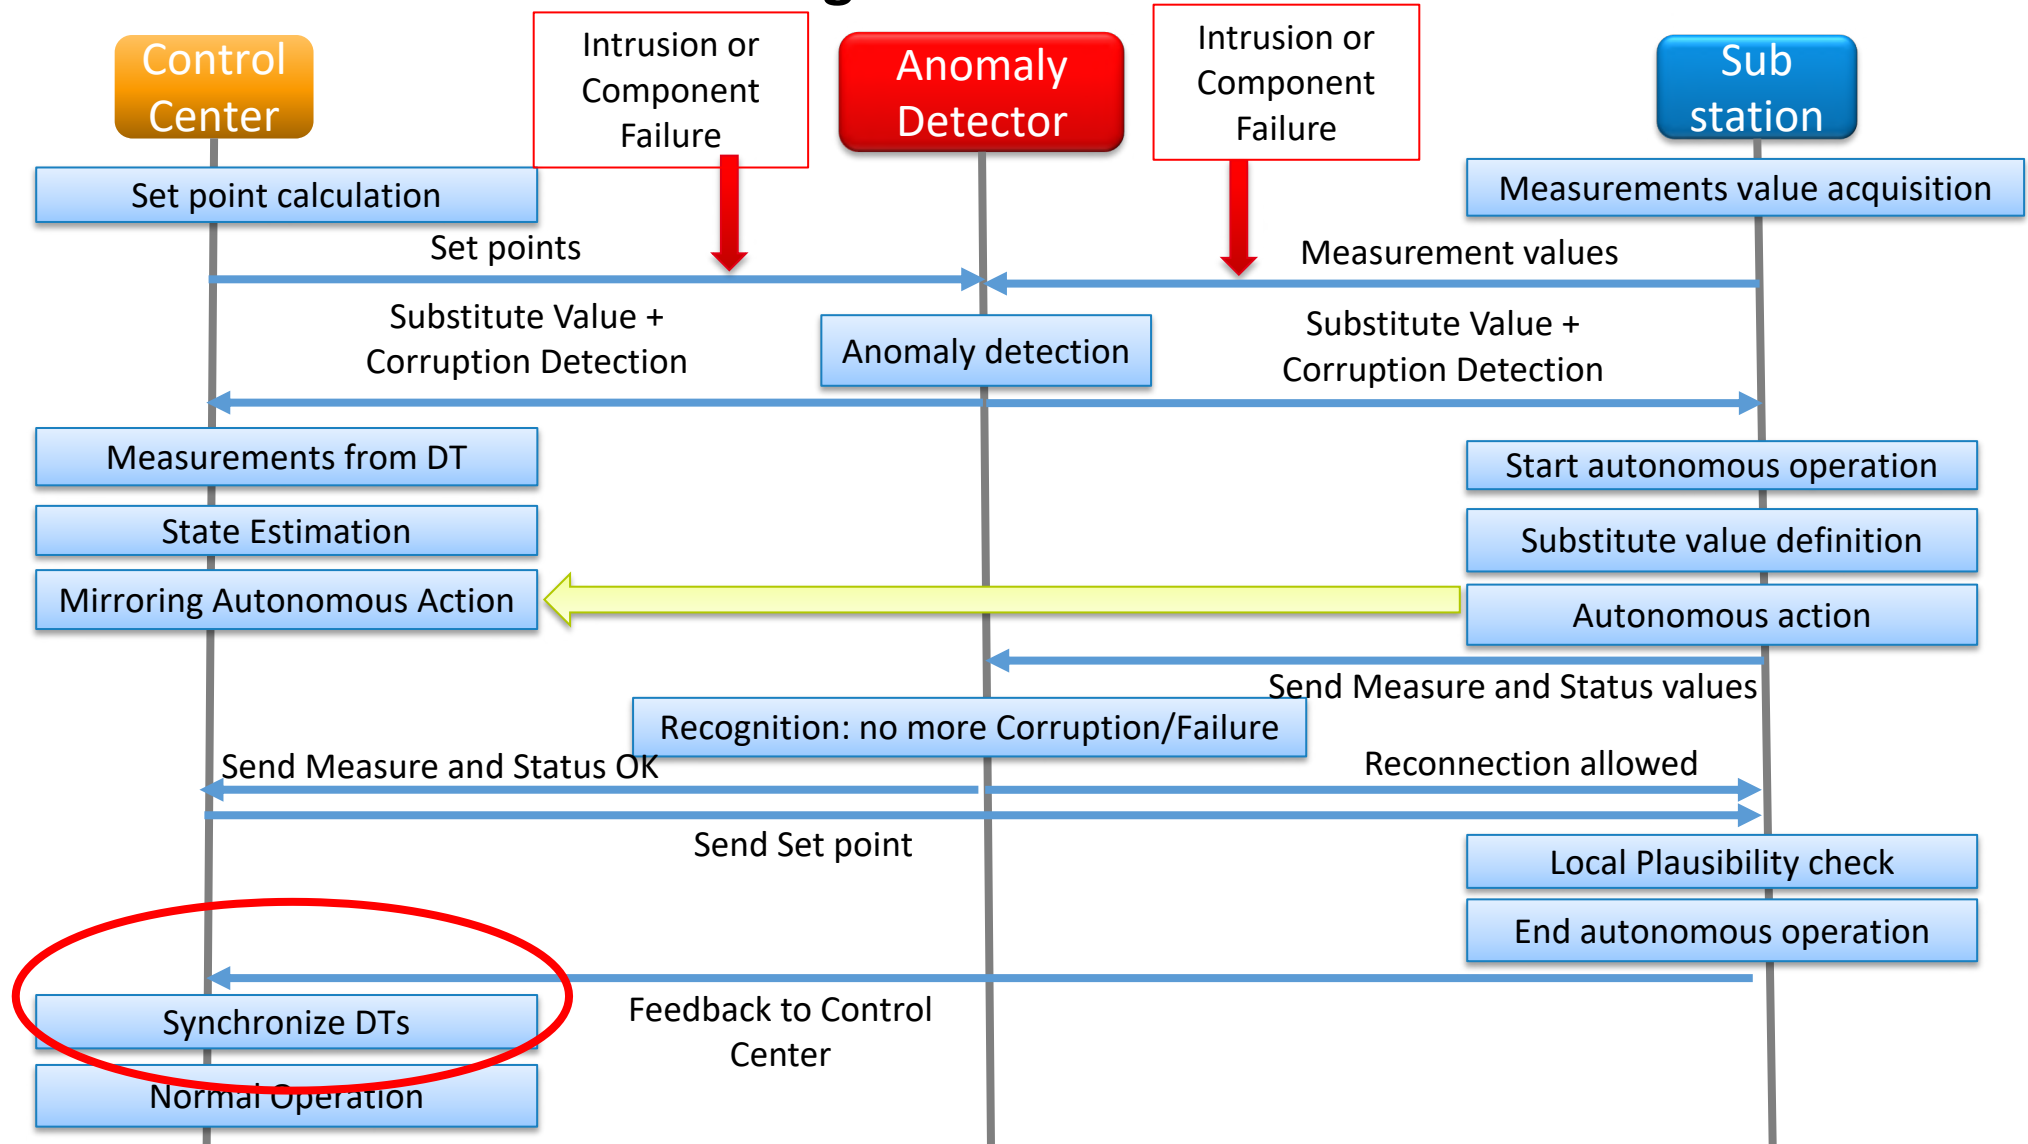 Control
Center
Intrusion or
Component
Failure
Anomaly
Detector
Intrusion or
Component
Failure
Sub
station
Set point calculation
Measurements value acquisition
Set points
Measurement values
Substitute Value +
Corruption Detection
Anomaly detection
Substitute Value +
Corruption Detection
Measurements from DT
Start autonomous operation
State Estimation
Substitute value definition
Mirroring Autonomous Action
Autonomous action
Send Measure and Status values
Recognition: no more Corruption/Failure
Send Measure and Status OK
Reconnection allowed
Send Set point
Local Plausibility check
End autonomous operation
Feedback to Control
Center
Synchronize DTs
Normal Operation